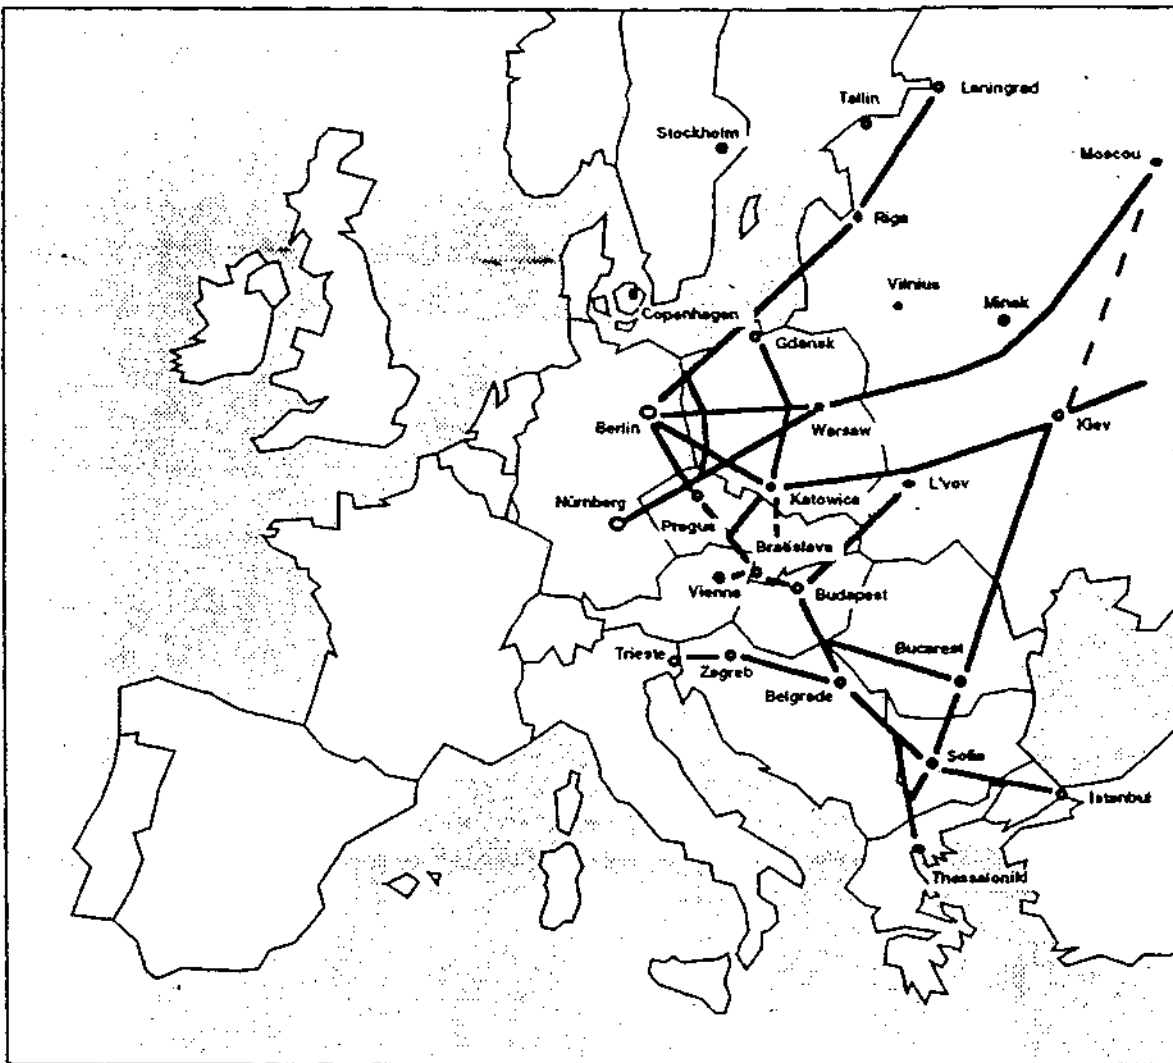 Leningrad
Tallin
Stockholm
Moscou
Riga
Vilnius
Minsk
Copenhagen
Gdansk
Berlin
Warsaw
Kiev
Katowice
L'vov
Nürnberg
Prague
Bratislava
Vienne
Budapest
Trieste
Zagreb
Bucarest
Belgrade
Sofia
Istanbul
Thessaloniki